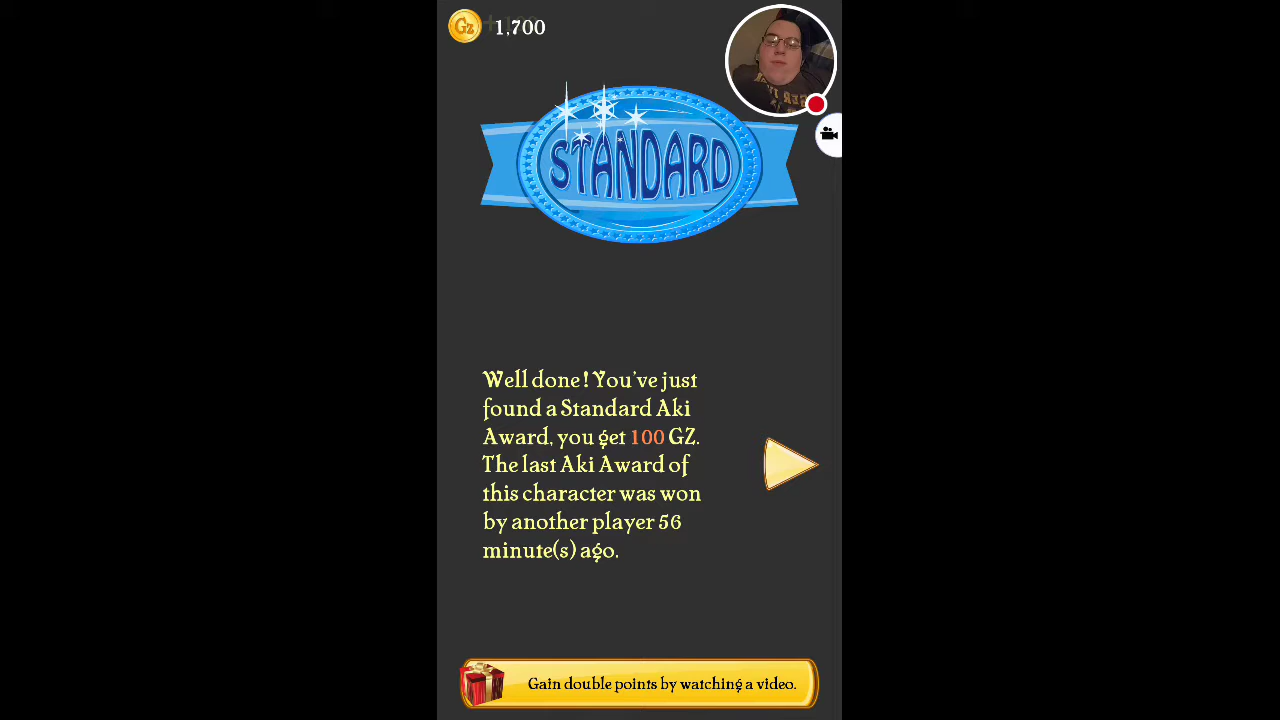 Gz 1,700
STANDARD
Well done! You've just
found a Standard Aki
Award, you get 100 GZ.
The last Aki Award of
this character was won
by another player 56
minute(s) ago.
Gain double points by watching a video.